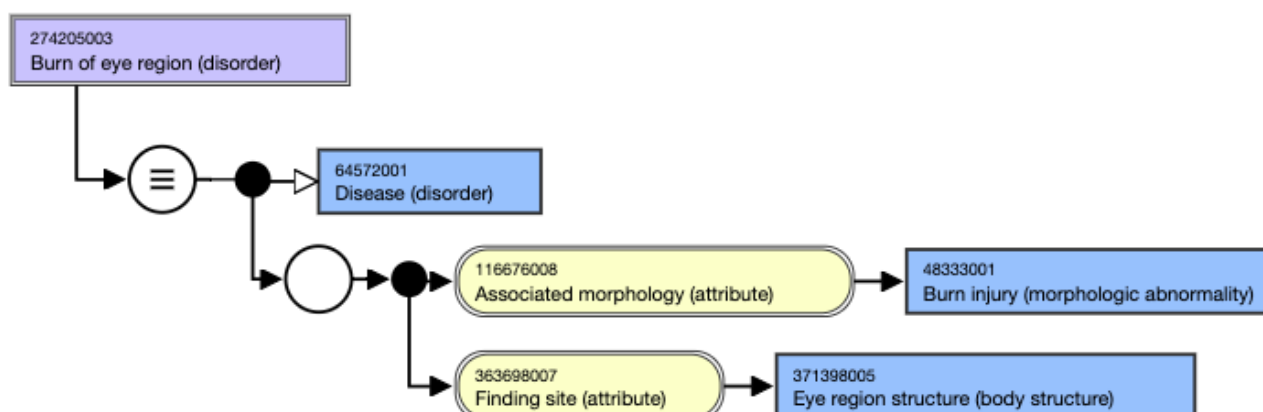 274205003
Burn of eye region (disorder)
64572001
Disease (disorder)
116676008
Associated morphology (attribute)
48333001
Burn injury (morphologic abnormality)
363698007
Finding site (attribute)
371398005
Eye region structure (body structure)